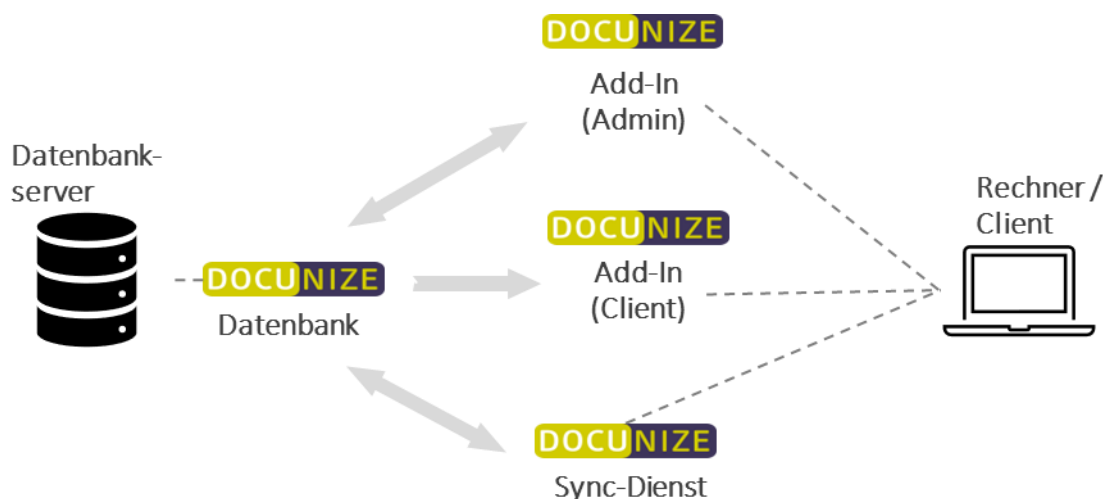 DOCUNIZE
Add-In
(Admin)
Datenbank-
server
DOCUNIZE
Datenbank
DOCUNIZE
Add-In
(Client)
Rechner /
Client
DOCUNIZE
Sync-Dienst